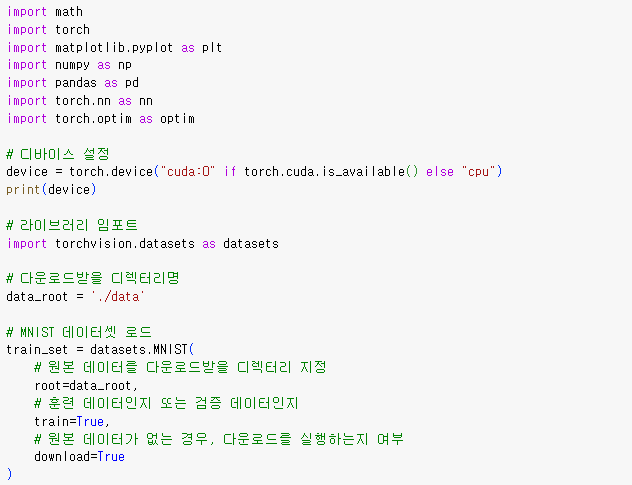 import math
import torch
import matplotlib.pyplot as plt
import numpy as np
import pandas as pd
import torch.nn as nn
import torch.optim as optim

# 디바이스 설정
device = torch.device("cuda:0" if torch.cuda.is_available() else "cpu")
print(device)

# 라이브러리 임포트
import torchvision.datasets as datasets

# 다운로드받을 디렉터리명
data_root = './data'

# MNIST 데이터셋 로드
train_set = datasets.MNIST(
    # 원본 데이터를 다운로드받을 디렉터리 지정
    root=data_root,
    # 훈련 데이터인지 또는 검증 데이터인지
    train=True,
    # 원본 데이터가 없는 경우, 다운로드를 실행하는지 여부
    download=True
)